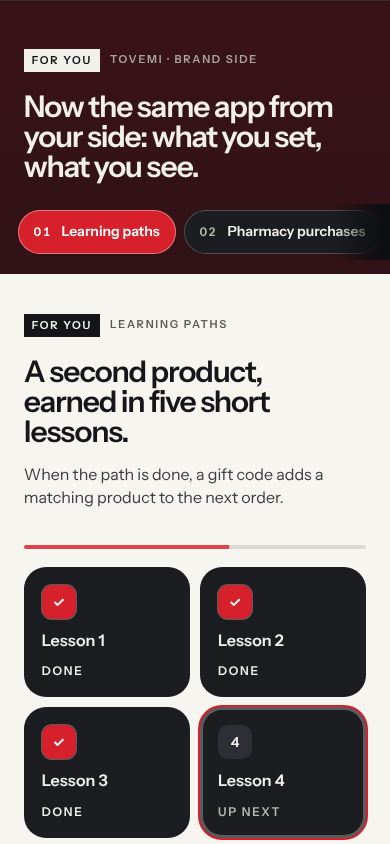 FOR YOU TOVEMI · BRAND SIDE
Now the same app from
your side: what you set,
what you see.
01 Learning paths 02 Pharmacy purchases
FOR YOU LEARNING PATHS
A second product,
earned in five short
lessons.
When the path is done, a gift code adds a
matching product to the next order.
Lesson 1 Lesson 2
DONE DONE
4
Lesson 3 Lesson 4
DONE UP NEXT